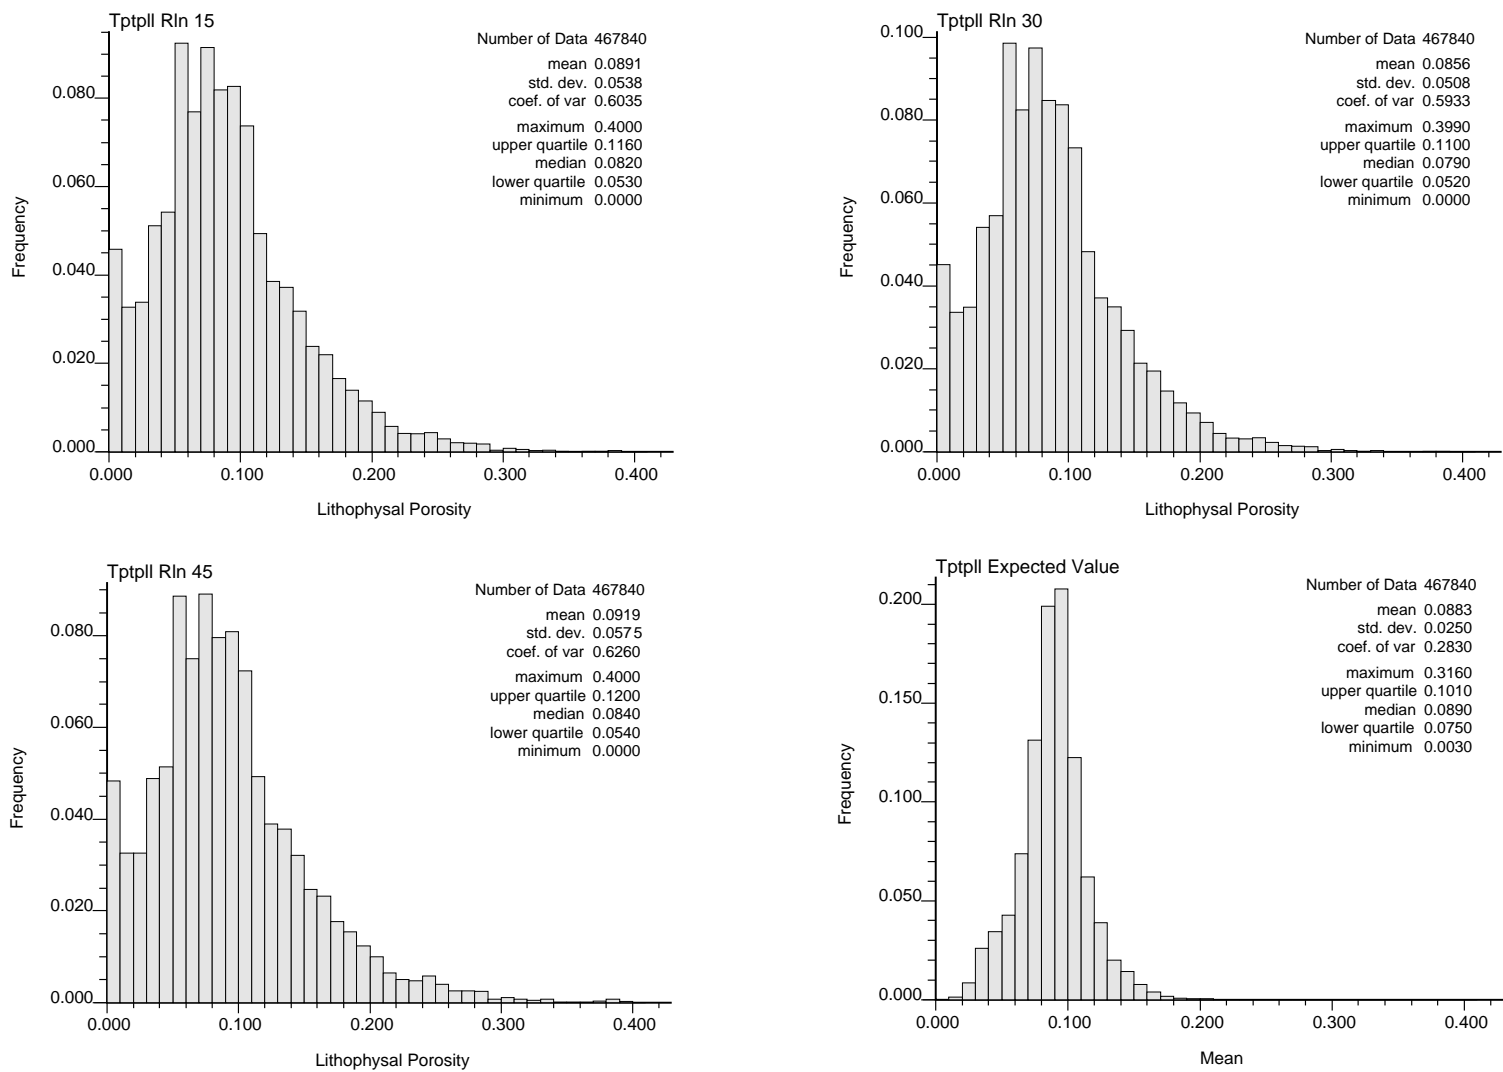 Tptpll Rln 15
Number of Data 467840
mean 0.0891
std. dev. 0.0538
coef. of var 0.6035
maximum 0.4000
upper quartile 0.1160
median 0.0820
lower quartile 0.0530
minimum 0.0000
Frequency
0.080
0.060
0.040
0.020
0.000
0.000 0.100 0.200 0.300 0.400
Lithophysal Porosity
Tptpll Rln 30
Number of Data 467840
mean 0.0856
std. dev. 0.0508
coef. of var 0.5933
maximum 0.3990
upper quartile 0.1100
median 0.0790
lower quartile 0.0520
minimum 0.0000
Frequency
0.100
0.080
0.060
0.040
0.020
0.000
0.000 0.100 0.200 0.300 0.400
Lithophysal Porosity
Tptpll Rln 45
Number of Data 467840
mean 0.0919
std. dev. 0.0575
coef. of var 0.6260
maximum 0.4000
upper quartile 0.1200
median 0.0840
lower quartile 0.0540
minimum 0.0000
Frequency
0.080
0.060
0.040
0.020
0.000
0.000 0.100 0.200 0.300 0.400
Lithophysal Porosity
Tptpll Expected Value
Number of Data 467840
mean 0.0883
std. dev. 0.0250
coef. of var 0.2830
maximum 0.3160
upper quartile 0.1010
median 0.0890
lower quartile 0.0750
minimum 0.0030
Frequency
0.200
0.150
0.100
0.050
0.000
0.000 0.100 0.200 0.300 0.400
Mean